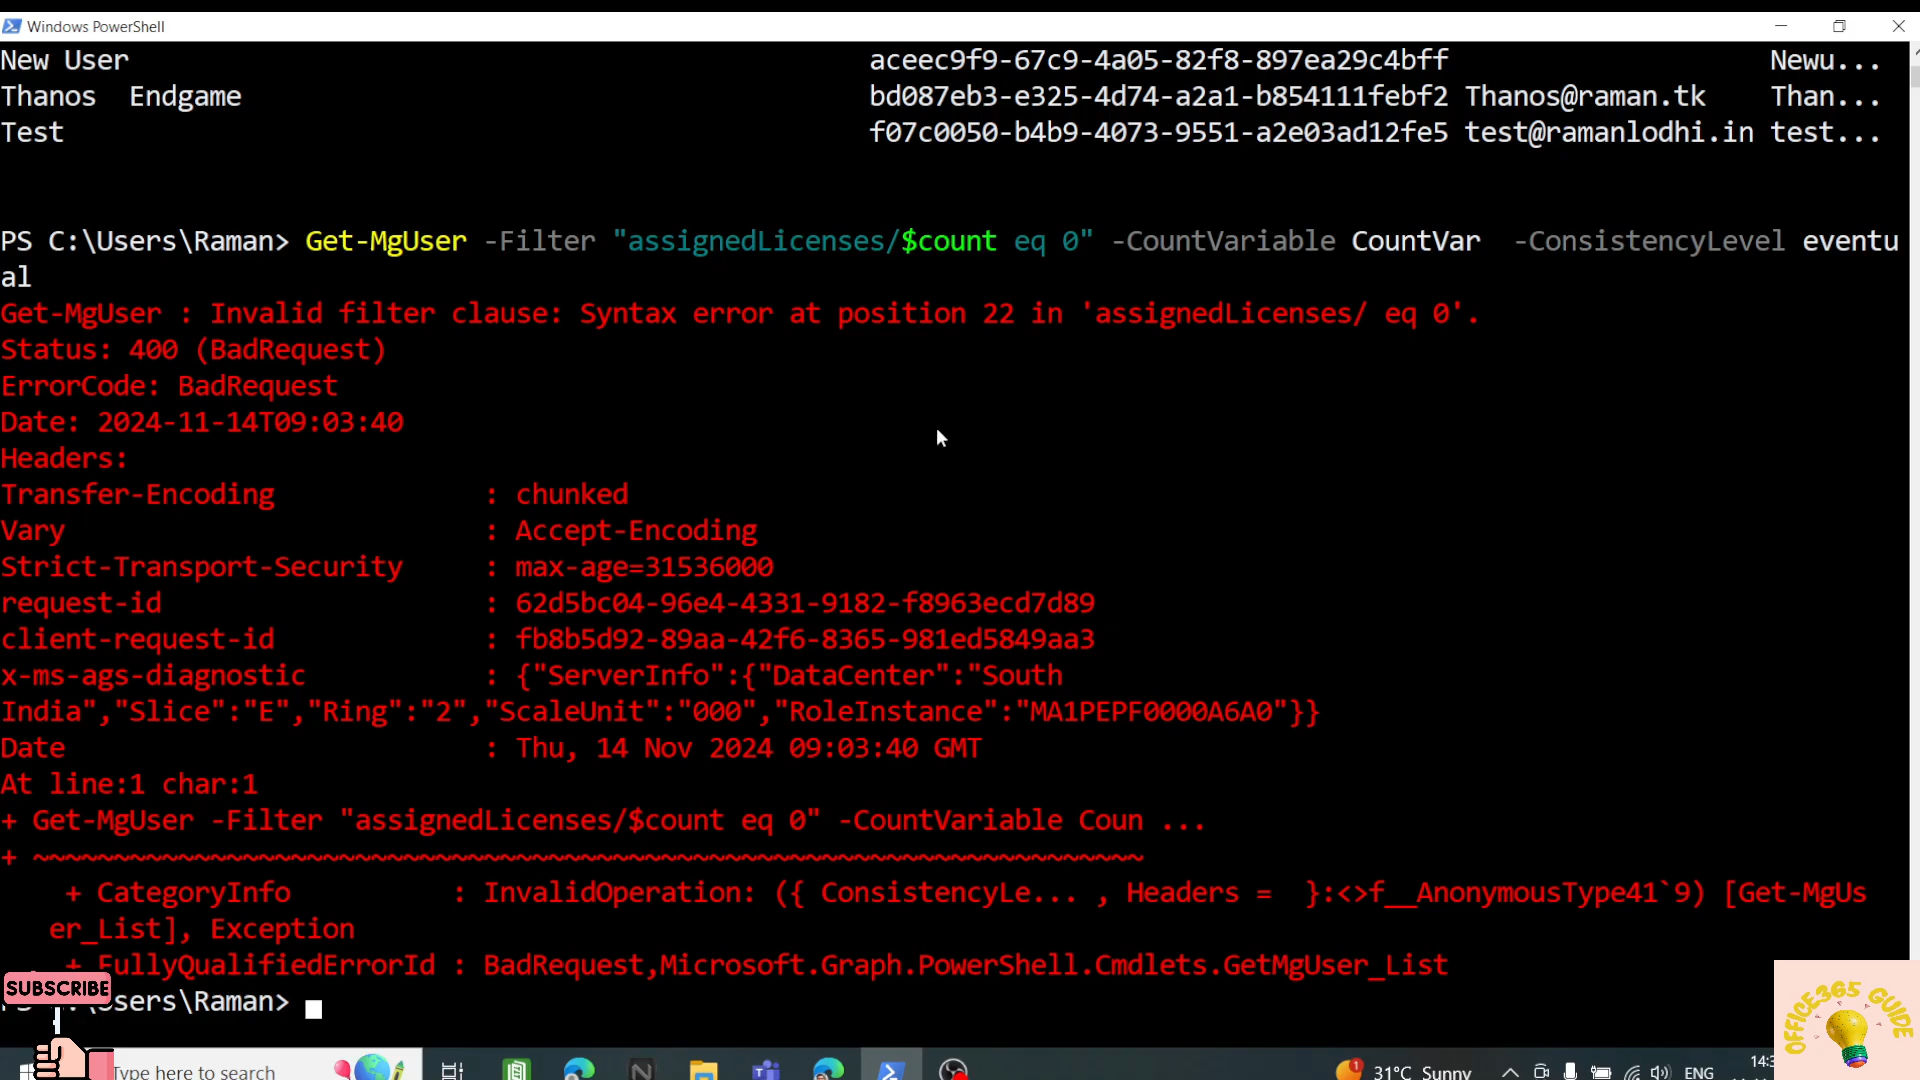 Windows PowerShell
New User aceec9f9-67c9-4a05-82f8-897ea29c4bff Newu...
Thanos  Endgame bd087eb3-e325-4d74-a2a1-b854111febf2 Thanos@raman.tk Than...
Test f07c0050-b4b9-4073-9551-a2e03ad12fe5 test@ramanlodhi.in test...
PS C:\Users\Raman> Get-MgUser -Filter "assignedLicenses/$count eq 0" -CountVariable CountVar  -ConsistencyLevel eventu
al
Get-MgUser : Invalid filter clause: Syntax error at position 22 in 'assignedLicenses/ eq 0'.
Status: 400 (BadRequest)
ErrorCode: BadRequest
Date: 2024-11-14T09:03:40
Headers:
Transfer-Encoding : chunked
Vary : Accept-Encoding
Strict-Transport-Security : max-age=31536000
request-id : 62d5bc04-96e4-4331-9182-f8963ecd7d89
client-request-id : fb8b5d92-89aa-42f6-8365-981ed5849aa3
x-ms-ags-diagnostic : {"ServerInfo":{"DataCenter":"South
India","Slice":"E","Ring":"2","ScaleUnit":"000","RoleInstance":"MA1PEPF0000A6A0"}}
Date : Thu, 14 Nov 2024 09:03:40 GMT
At line:1 char:1
+ Get-MgUser -Filter "assignedLicenses/$count eq 0" -CountVariable Coun ...
+ ~~~~~~~~~~~~~~~~~~~~~~~~~~~~~~~~~~~~~~~~~~~~~~~~~~~~~~~~~~~~~~~~~~~~~
+ CategoryInfo : InvalidOperation: ({ ConsistencyLe... , Headers =  }:<>f__AnonymousType41`9) [Get-MgUs
er_List], Exception
+ FullyQualifiedErrorId : BadRequest,Microsoft.Graph.PowerShell.Cmdlets.GetMgUser_List
SUBSCRIBE
\Users\Raman>
OFFICE365 GUIDE
Type here to search
1
31°C Sunny
ENG